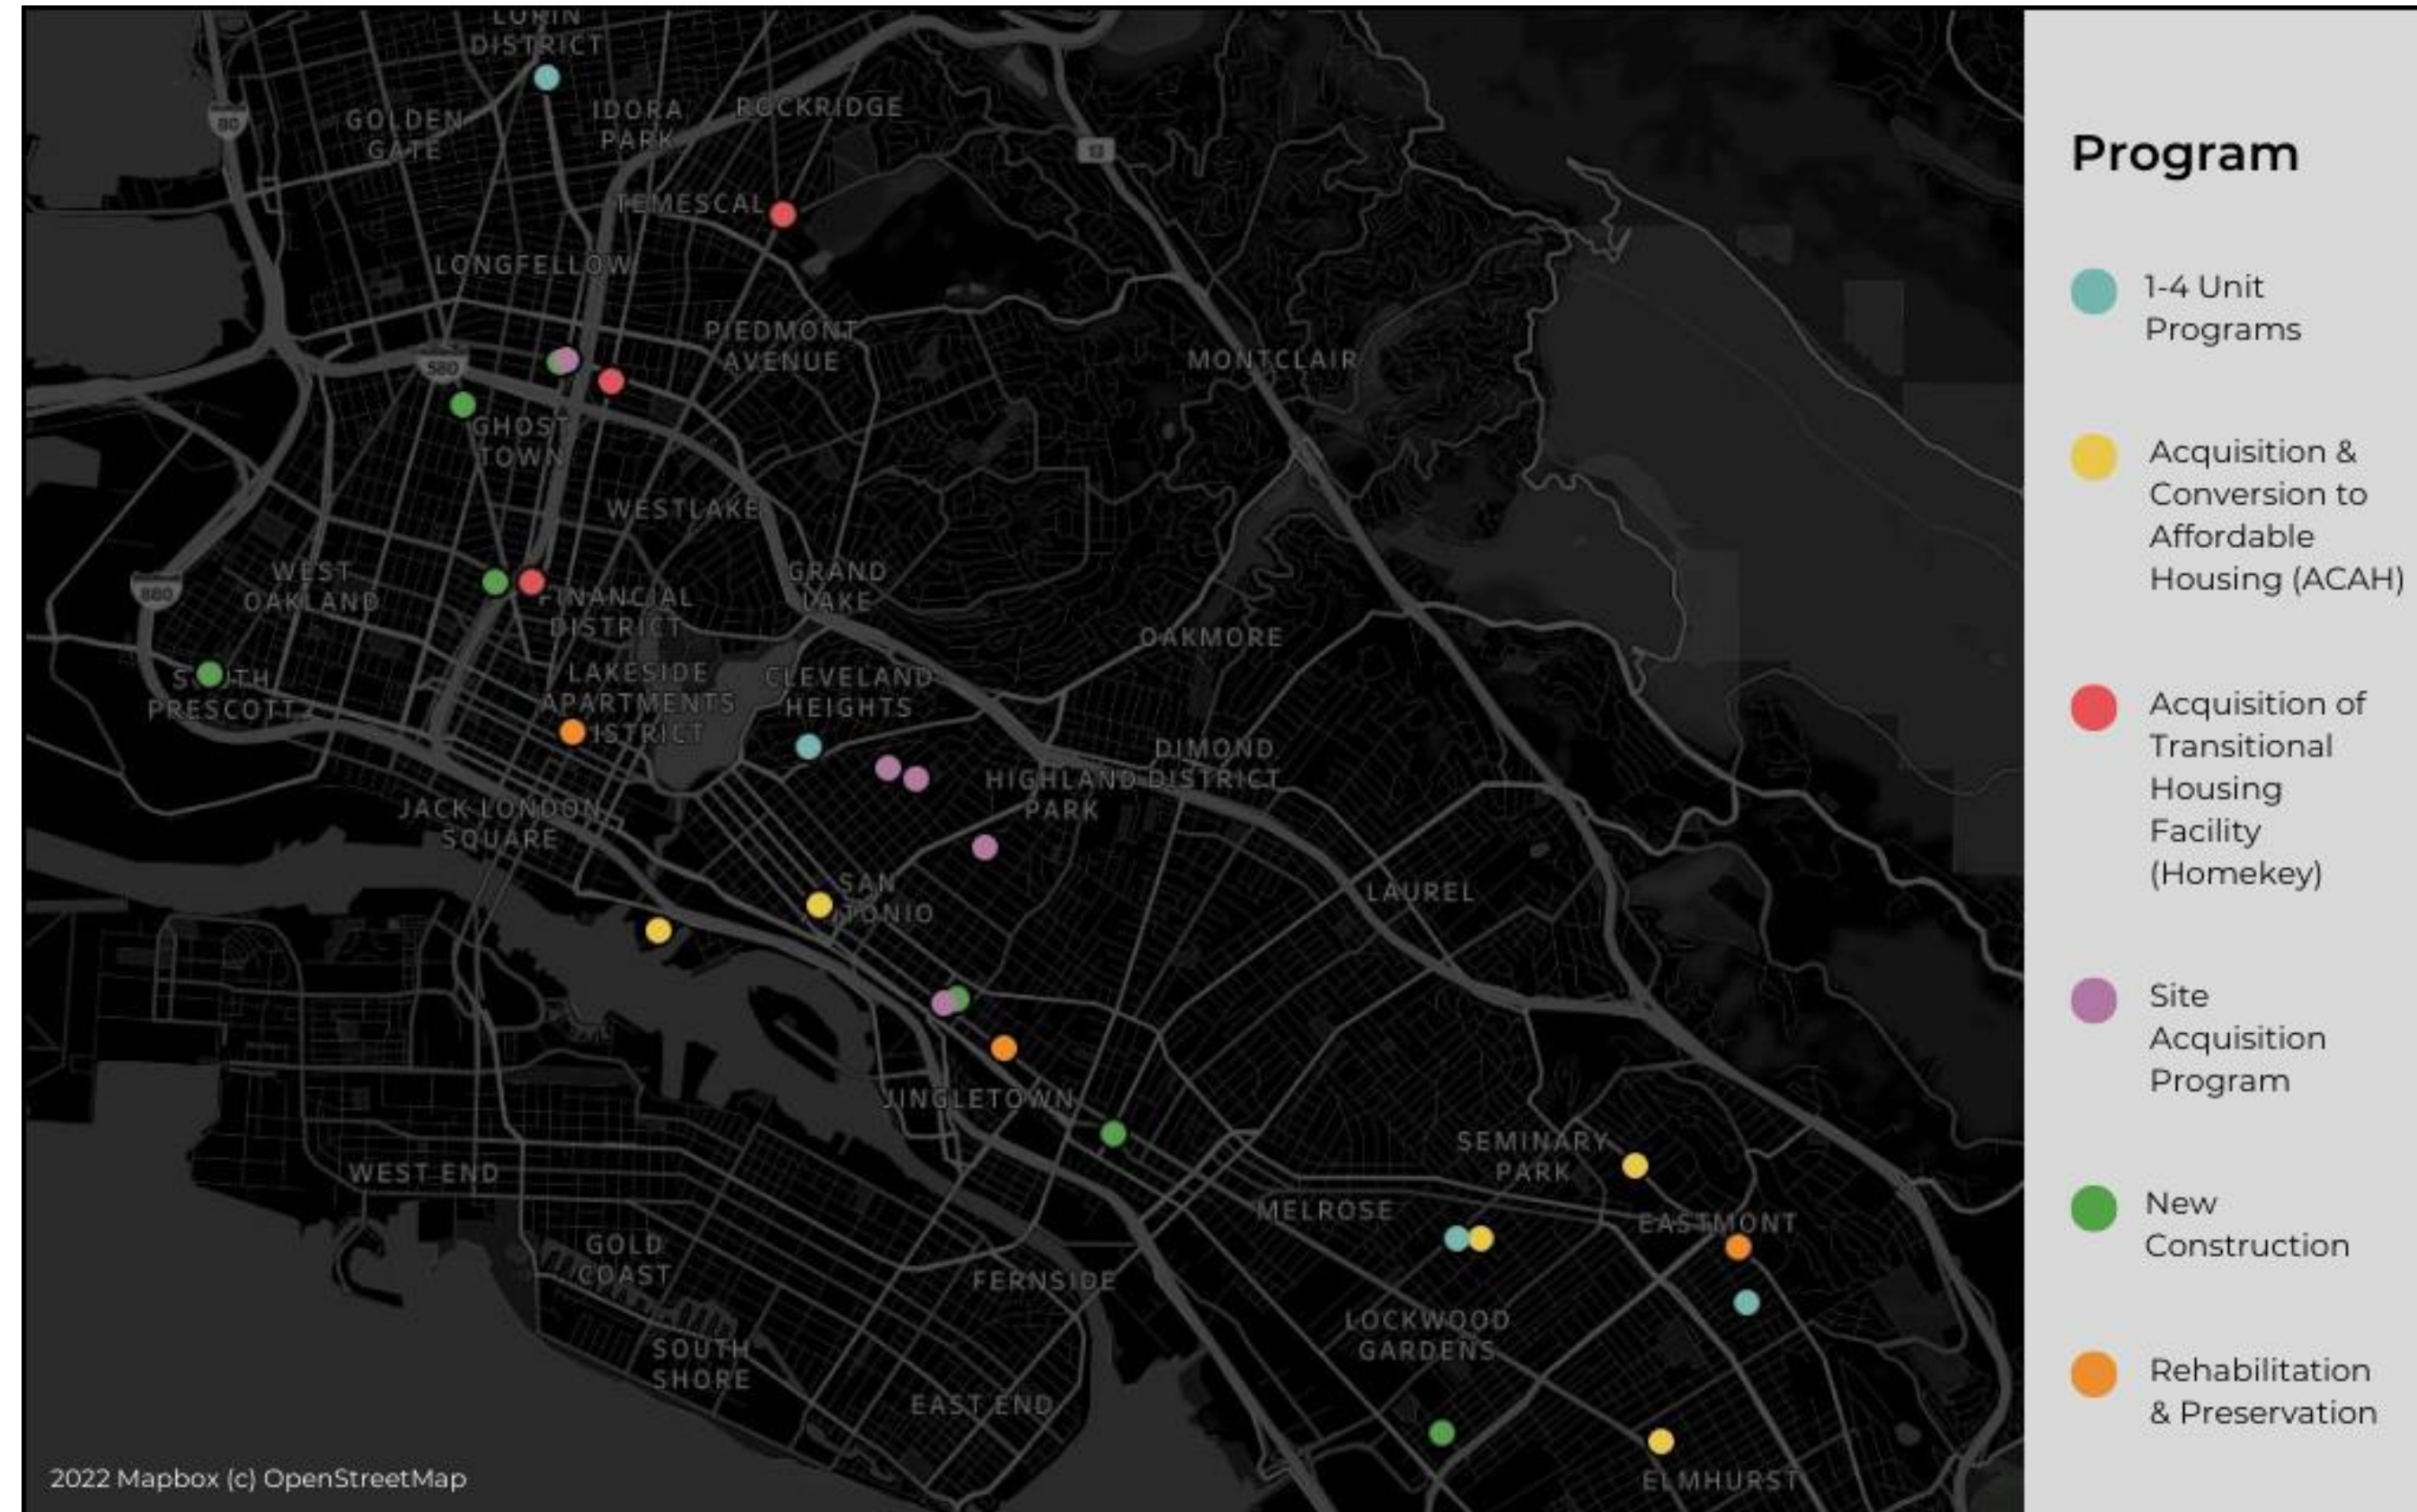 LORIN
DISTRICT
80
GOLDEN
GATE
IDORA
PARK
ROCKRIDGE
13
TEMESCAL
LONGFELLOW
PIEDMONT
AVENUE
MONTCLAIR
580
GHOST
TOWN
WESTLAKE
880
WEST
OAKLAND
FINANCIAL
DISTRICT
GRAND
LAKE
OAKMORE
SOUTH
PRESCOTT
LAKESIDE
APARTMENTS
ISTRICT
CLEVELAND
HEIGHTS
DIMOND
DISTRICT
HIGHLAND
PARK
JACK LONDON
SQUARE
SAN
TONIO
LAUREL
JINGLETOWN
WEST END
SEMINARY
PARK
MELROSE
EASTMONT
GOLD
COAST
FERNSIDE
LOCKWOOD
GARDENS
SOUTH
SHORE
EAST END
ELMHURST
2022 Mapbox (c) OpenStreetMap
Program
1-4 Unit
Programs
Acquisition &
Conversion to
Affordable
Housing (ACAH)
Acquisition of
Transitional
Housing
Facility
(Homekey)
Site
Acquisition
Program
New
Construction
Rehabilitation
& Preservation